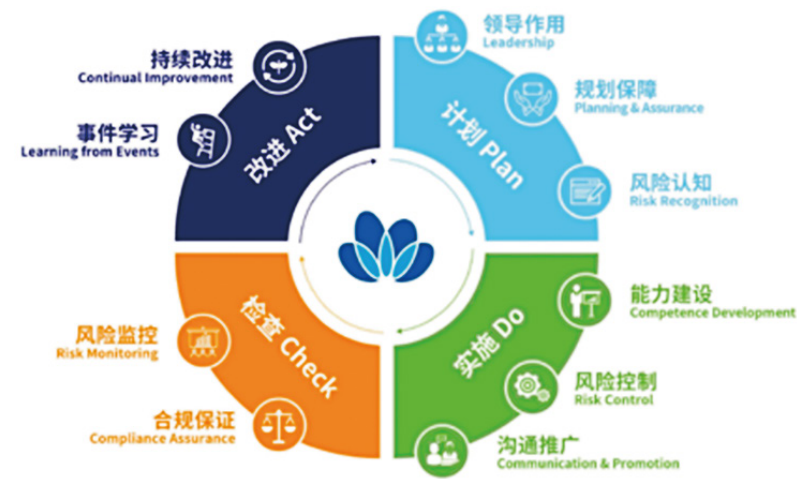 持续改进
Continual Improvement
事件学习
Learning from Events
改进 Act
领导作用
Leadership
规划保障
Planning & Assurance
风险认知
Risk Recognition
计划 Plan
能力建设
Competence Development
风险控制
Risk Control
沟通推广
Communication & Promotion
实施 Do
风险监控
Risk Monitoring
合规保证
Compliance Assurance
检查 Check